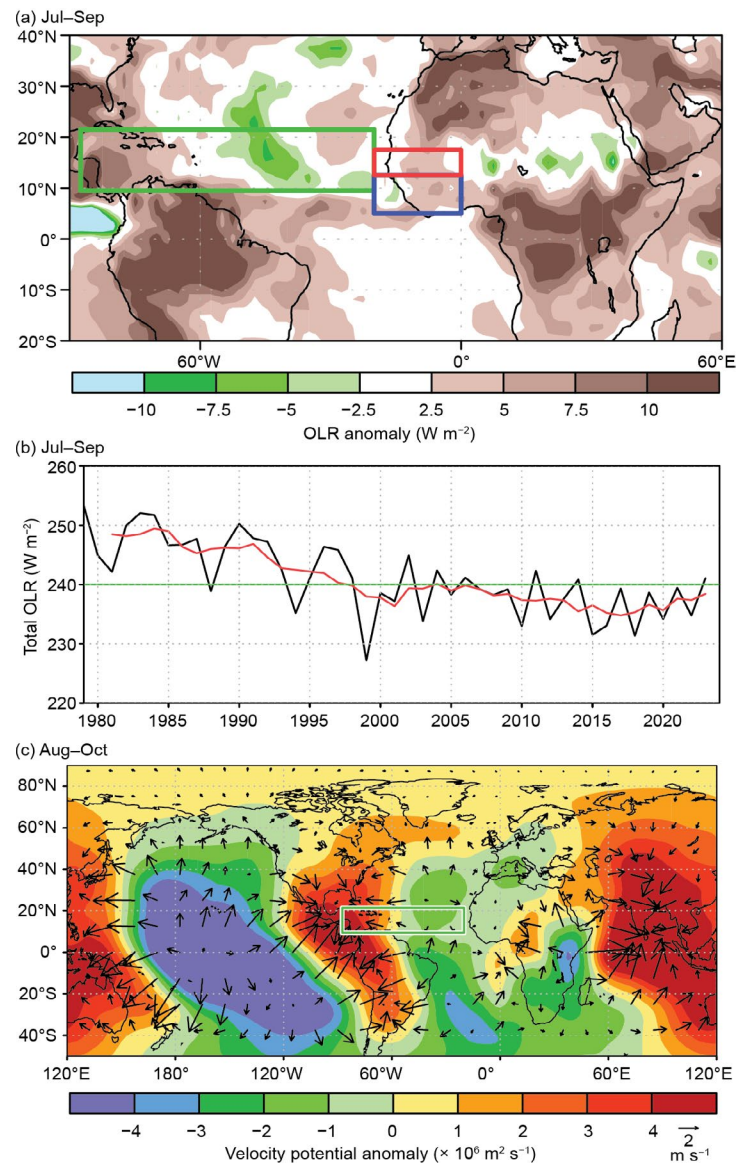 (a) Jul–Sep
40°N
30°N
20°N
10°N
0°
10°S
20°S
60°W 0° 60°E
−10 −7.5 −5 −2.5 2.5 5 7.5 10
OLR anomaly (W m⁻²)
(b) Jul–Sep
260
250
240
230
220
Total OLR (W m⁻²)
1980 1985 1990 1995 2000 2005 2010 2015 2020
(c) Aug–Oct
80°N
60°N
40°N
20°N
0°
20°S
40°S
120°E 180° 120°W 60°W 0° 60°E 120°E
−4 −3 −2 −1 0 1 2 3 4 2
Velocity potential anomaly (× 10⁶ m² s⁻¹) m s⁻¹